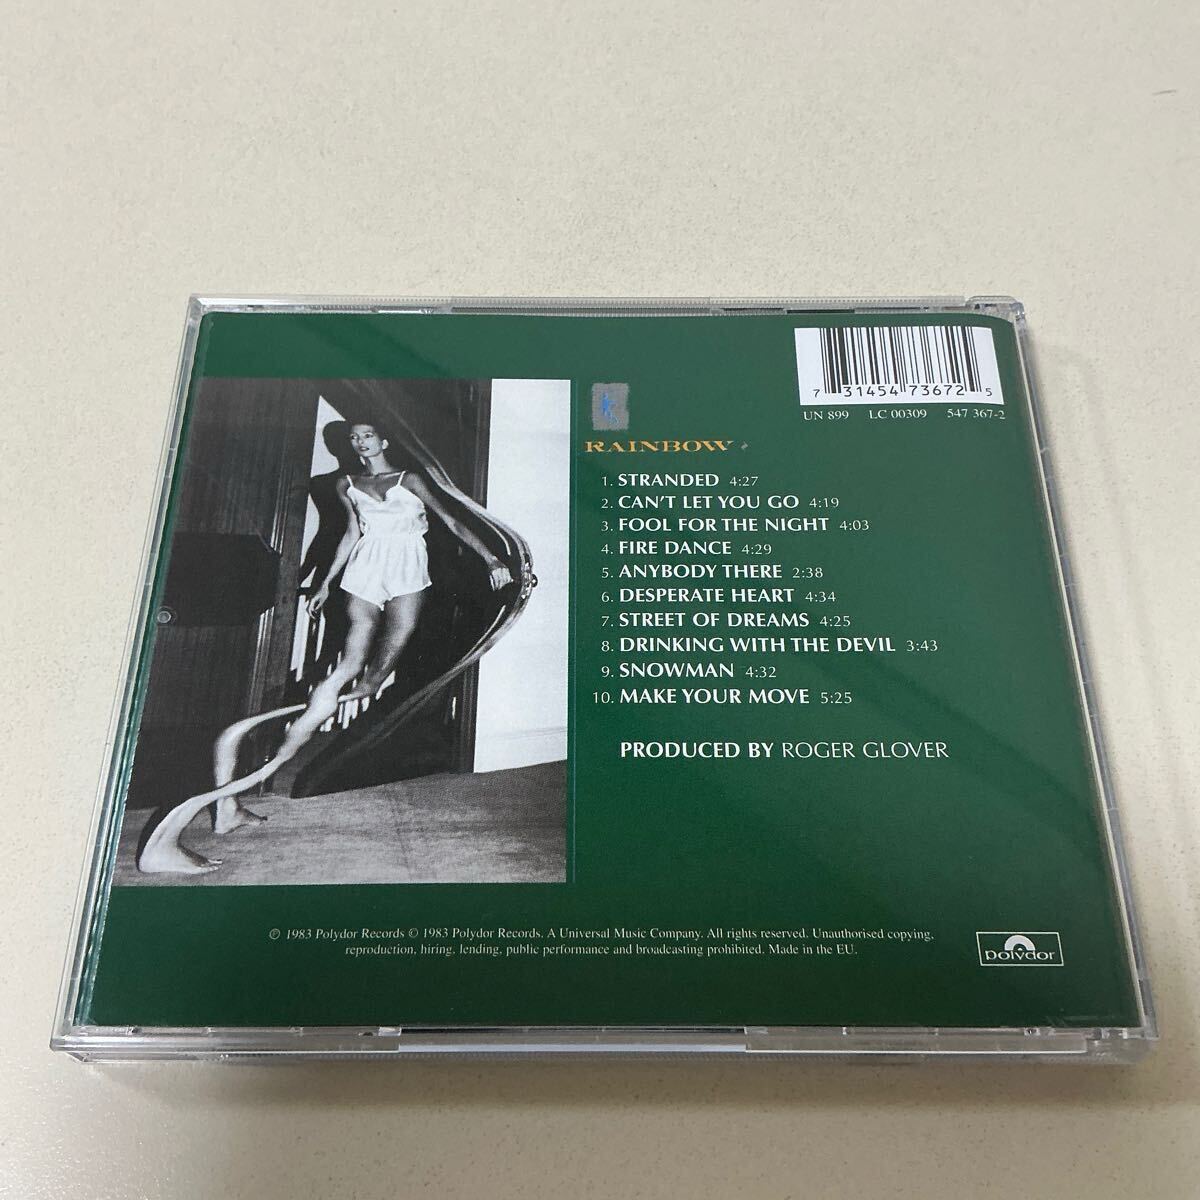 7 31454 73672 5
UN 899 LC 00309 547 367-2
RAINBOW
1. STRANDED 4:27
2. CAN'T LET YOU GO 4:19
3. FOOL FOR THE NIGHT 4:03
4. FIRE DANCE 4:29
5. ANYBODY THERE 2:38
6. DESPERATE HEART 4:34
7. STREET OF DREAMS 4:25
8. DRINKING WITH THE DEVIL 3:43
9. SNOWMAN 4:32
10. MAKE YOUR MOVE 5:25
PRODUCED BY ROGER GLOVER
℗ 1983 Polydor Records © 1983 Polydor Records. A Universal Music Company. All rights reserved. Unauthorised copying,
reproduction, hiring, lending, public performance and broadcasting prohibited. Made in the EU.
polydor